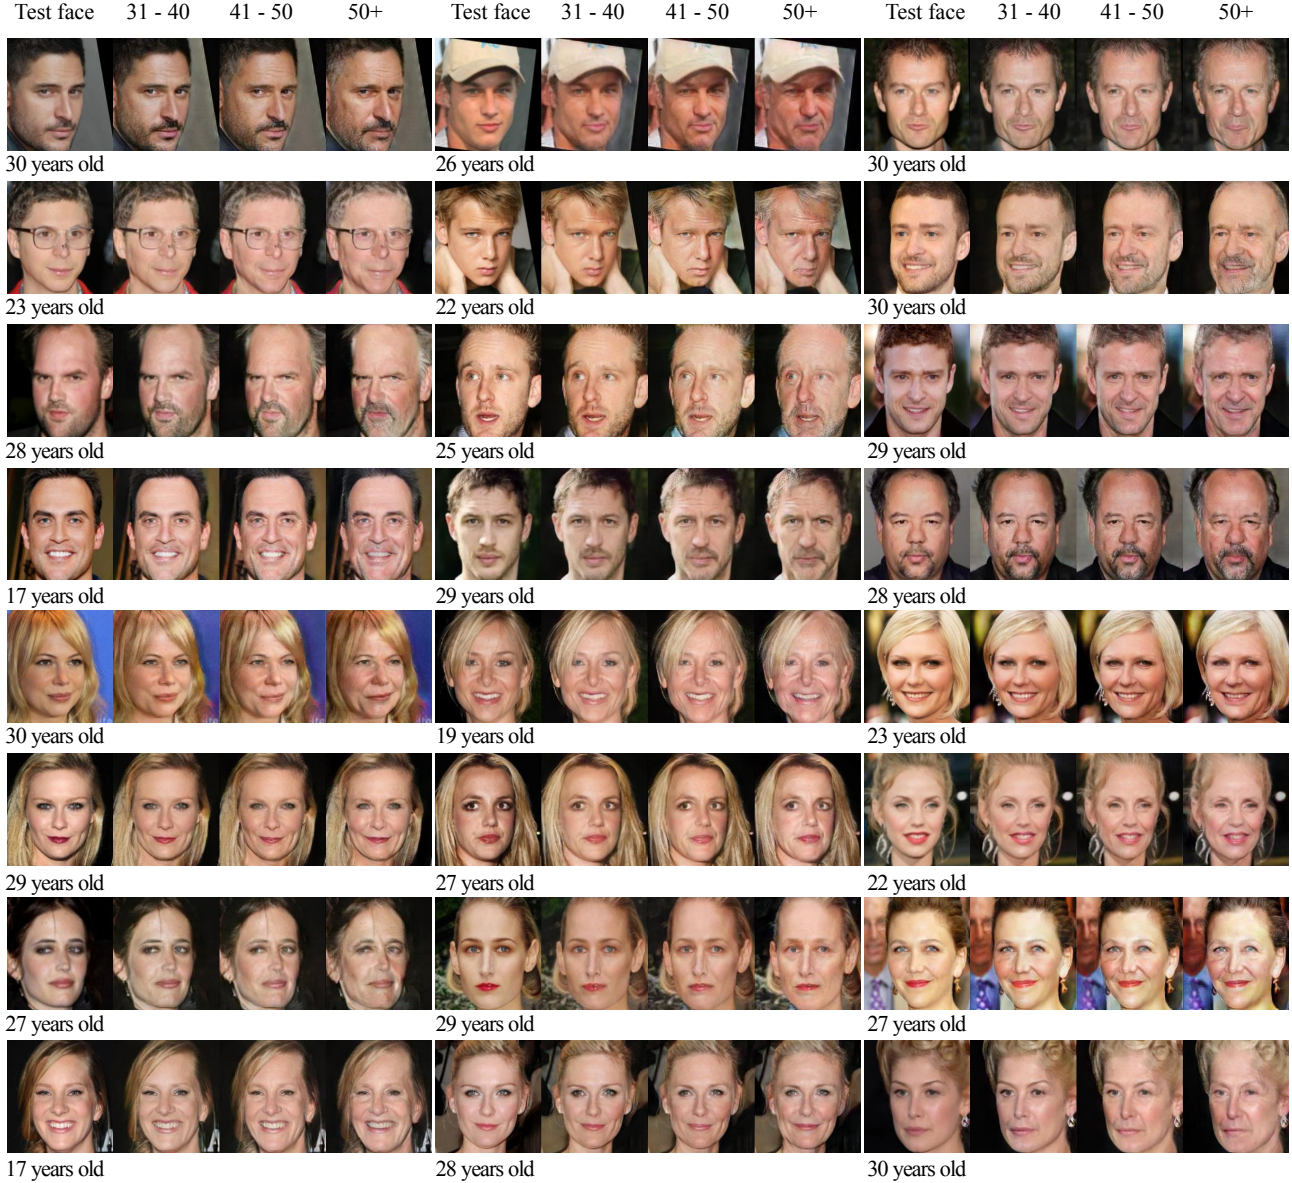 Test face 31 - 40 41 - 50 50+ Test face 31 - 40 41 - 50 50+ Test face 31 - 40 41 - 50 50+
30 years old 26 years old 30 years old
23 years old 22 years old 30 years old
28 years old 25 years old 29 years old
17 years old 29 years old 28 years old
30 years old 19 years old 23 years old
29 years old 27 years old 22 years old
27 years old 29 years old 27 years old
17 years old 28 years old 30 years old